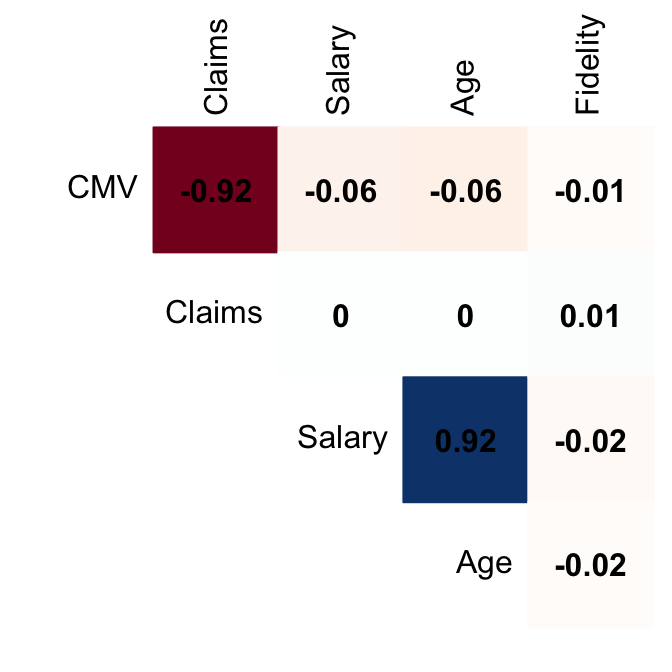 Claims Salary Age Fidelity
CMV -0.92 -0.06 -0.06 -0.01
Claims 0 0 0.01
Salary 0.92 -0.02
Age -0.02